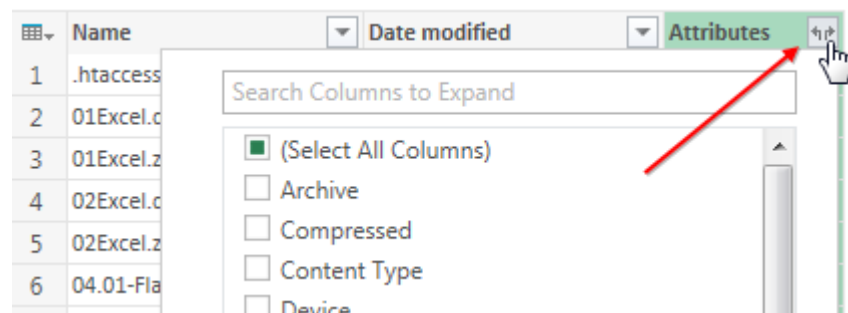 Name Date modified Attributes
1 .htaccess
Search Columns to Expand
2 01Excel.
(Select All Columns)
3 01Excel.z
Archive
4 02Excel.
Compressed
5 02Excel.z
Content Type
6 04.01-Fla
Device